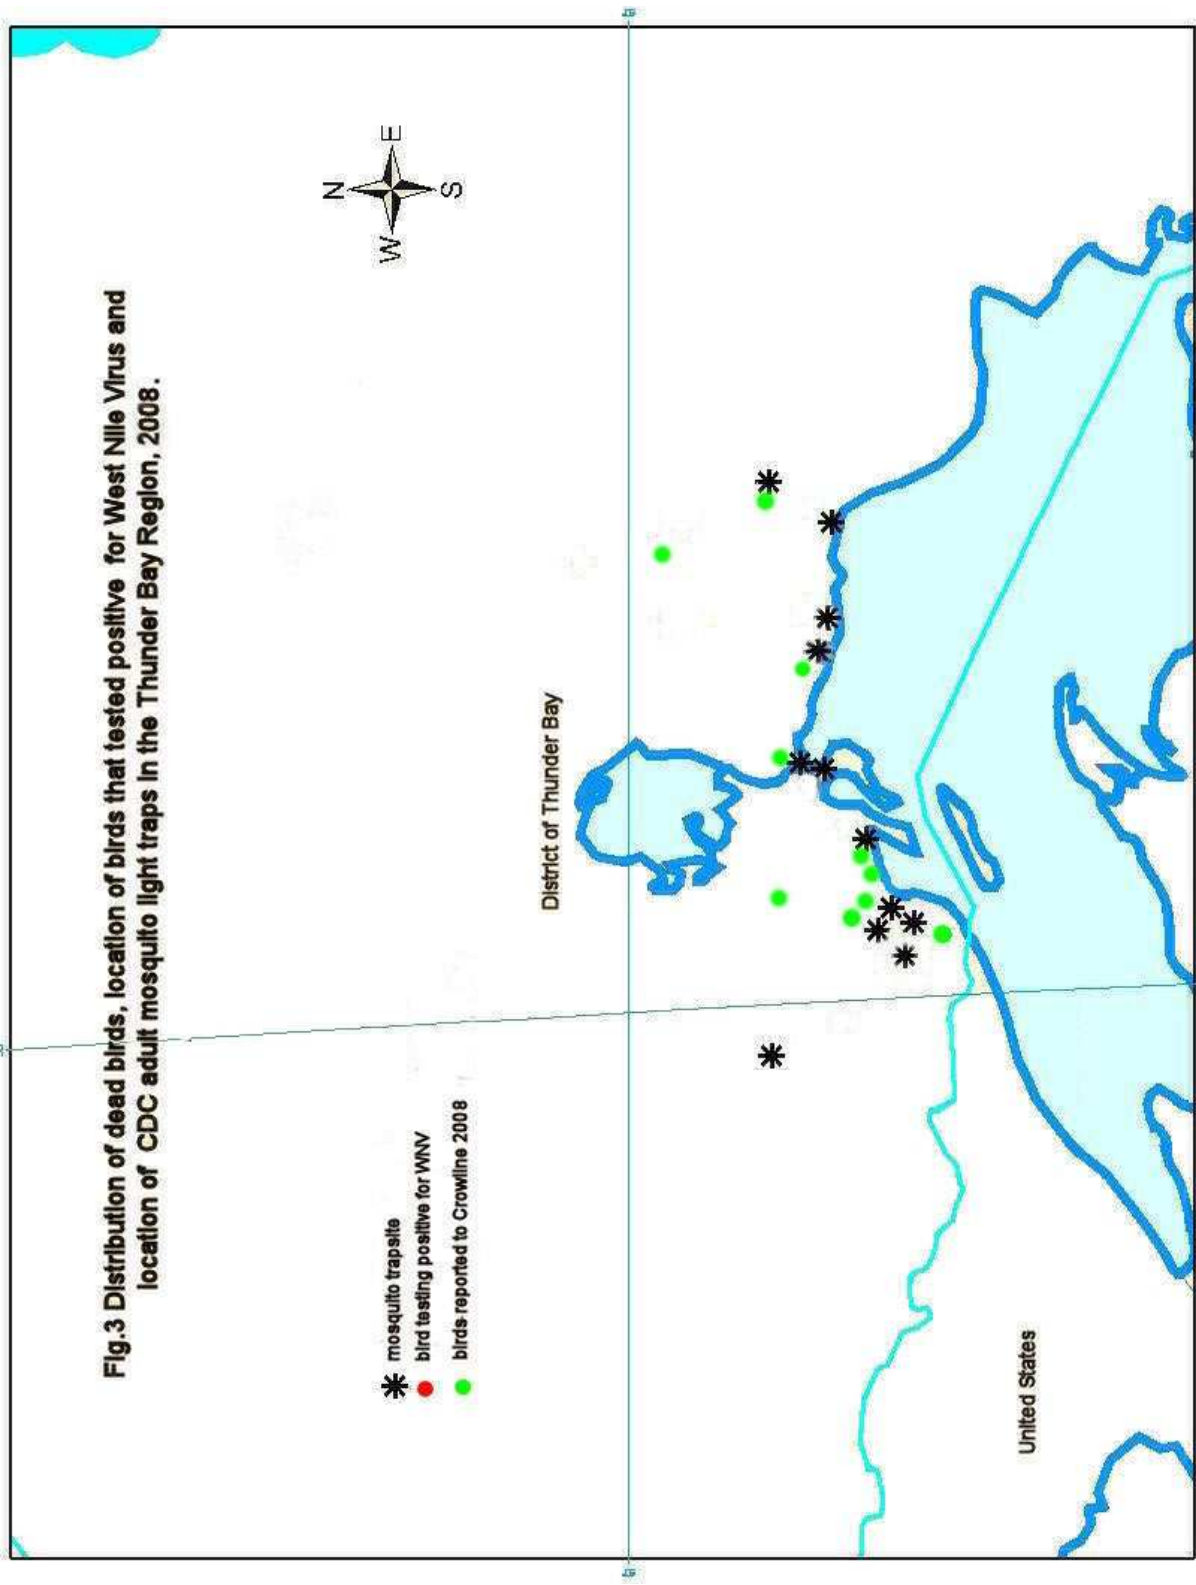 Fig.3 Distribution of dead birds, location of birds that tested positive for West Nile Virus and
location of CDC adult mosquito light traps In the Thunder Bay Region, 2008.
N
W
E
S
mosquito trapsite
bird testing positive for WNV
birds reported to Crowline 2008
District of Thunder Bay
United States